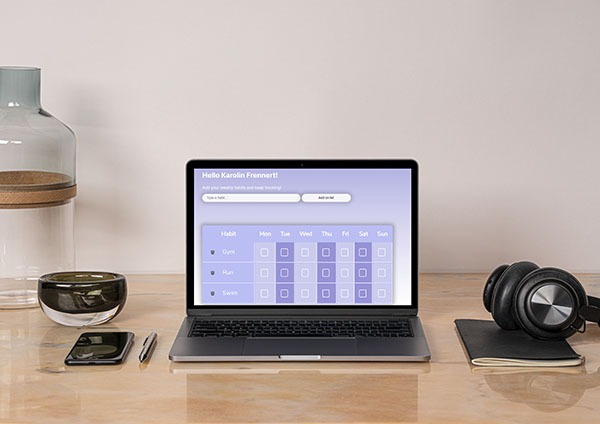 Hello Karolin Frennert!
Add your weekly habits and keep tracking!
Type a habit...
Add to list
Habit Mon Tue Wed Thu Fri Sat Sun
Gym
Run
Swim